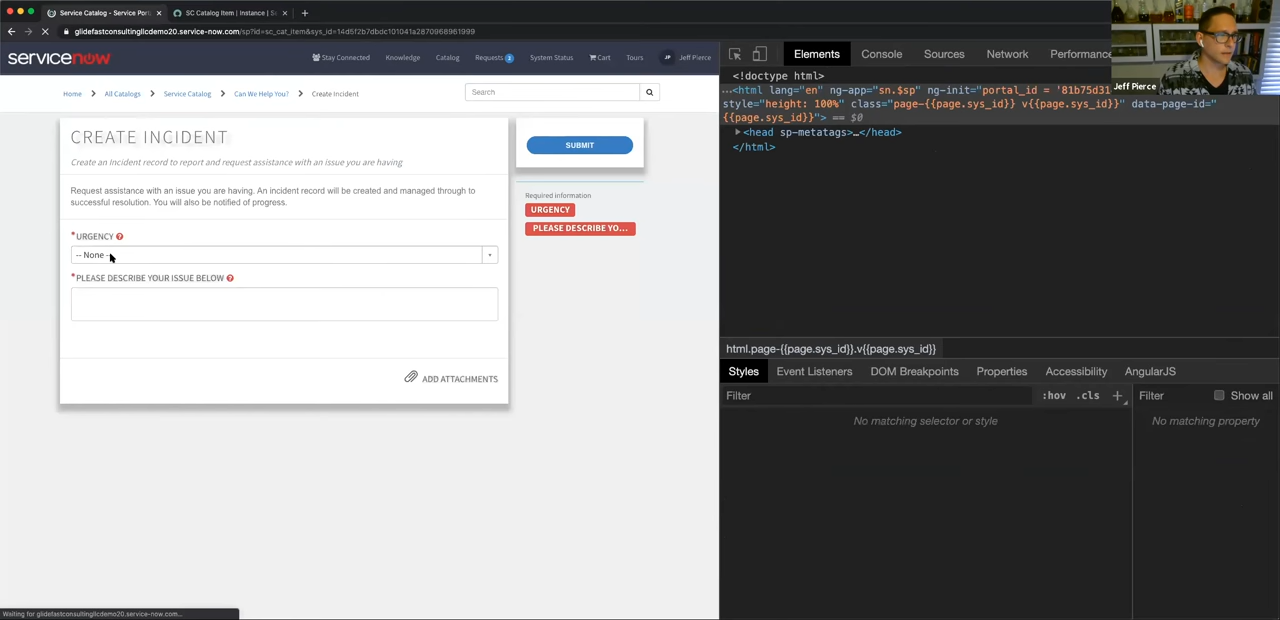 Service Catalog - Service Port
SC Catalog Item | Instance | Se
glidefastconsultingllcdemo20.service-now.com/sp?id=sc_cat_item&sys_id=14d5f2b7dbdc101041a2870968961999
servicenow
Stay Connected
Knowledge
Catalog
Requests
System Status
Cart
Tours
JP
Jeff Pierce
Home
All Catalogs
Service Catalog
Can We Help You?
Create Incident
Search
CREATE INCIDENT
Create an Incident record to report and request assistance with an issue you are having
Request assistance with an issue you are having. An incident record will be created and managed through to
successful resolution. You will also be notified of progress.
*URGENCY
-- None --
*PLEASE DESCRIBE YOUR ISSUE BELOW
ADD ATTACHMENTS
SUBMIT
Required information
URGENCY
PLEASE DESCRIBE YO...
Waiting for glidefastconsultingllcdemo20.service-now.com...
Elements
Console
Sources
Network
Performance
Jeff Pierce
<!doctype html>
…<html lang="en" ng-app="sn.$sp" ng-init="portal_id = '81b75d31
style="height: 100%" class="page-{{page.sys_id}} v{{page.sys_id}}" data-page-id="
{{page.sys_id}}"> == $0
<head sp-metatags>…</head>
</html>
html.page-{{page.sys_id}}.v{{page.sys_id}}
Styles
Event Listeners
DOM Breakpoints
Properties
Accessibility
AngularJS
Filter
:hov
.cls
Filter
Show all
No matching selector or style
No matching property